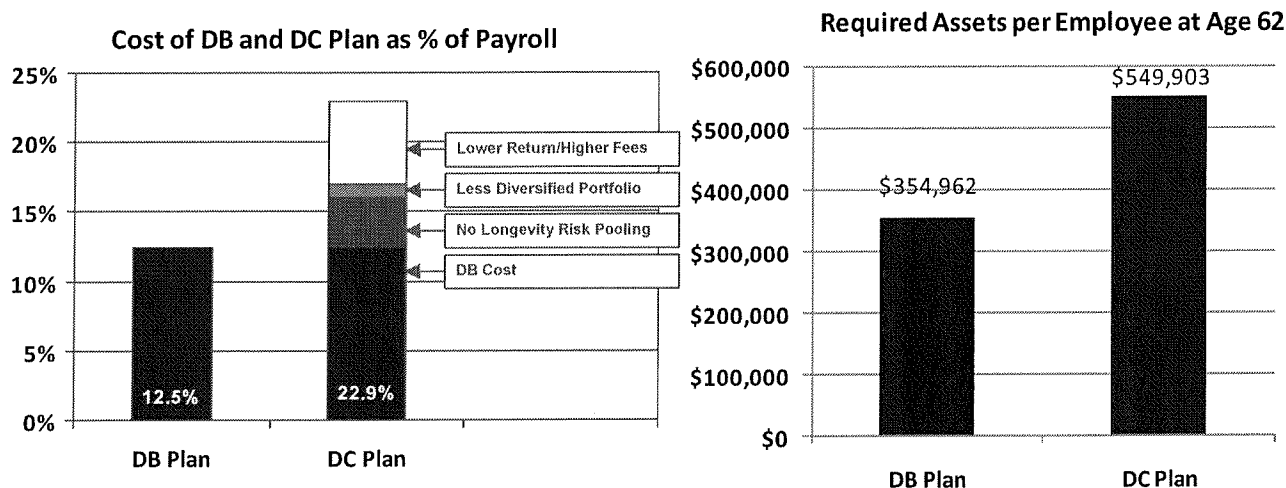 Cost of DB and DC Plan as % of Payroll
25%
20%
15%
10%
5%
0%
Lower Return/Higher Fees
Less Diversified Portfolio
No Longevity Risk Pooling
DB Cost
12.5%
22.9%
DB Plan
DC Plan
Required Assets per Employee at Age 62
$600,000
$500,000
$400,000
$300,000
$200,000
$100,000
$0
$354,962
$549,903
DB Plan
DC Plan